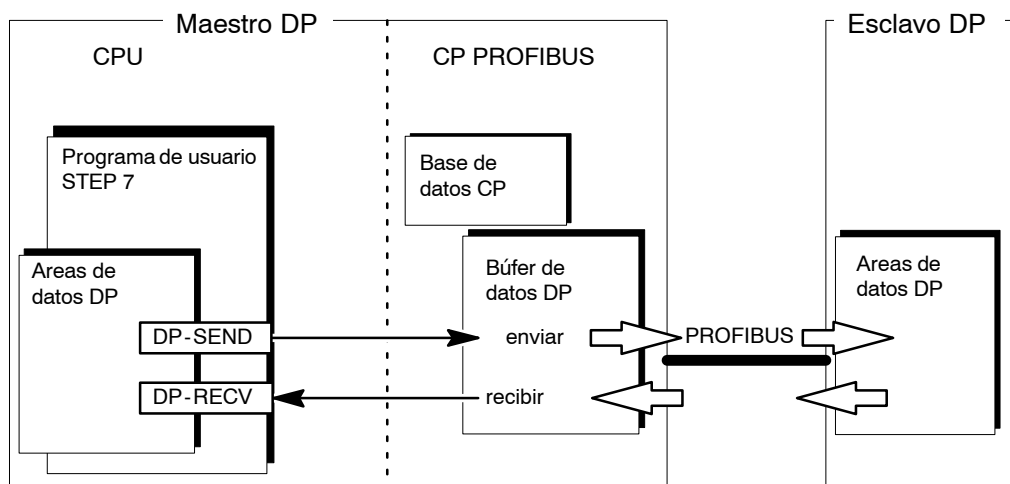 Maestro DP
Esclavo DP
CPU
CP PROFIBUS
Programa de usuario
STEP 7
Base de
datos CP
Areas de
datos DP
Búfer de
datos DP
Areas de
datos DP
DP-SEND
enviar
PROFIBUS
DP-RECV
recibir